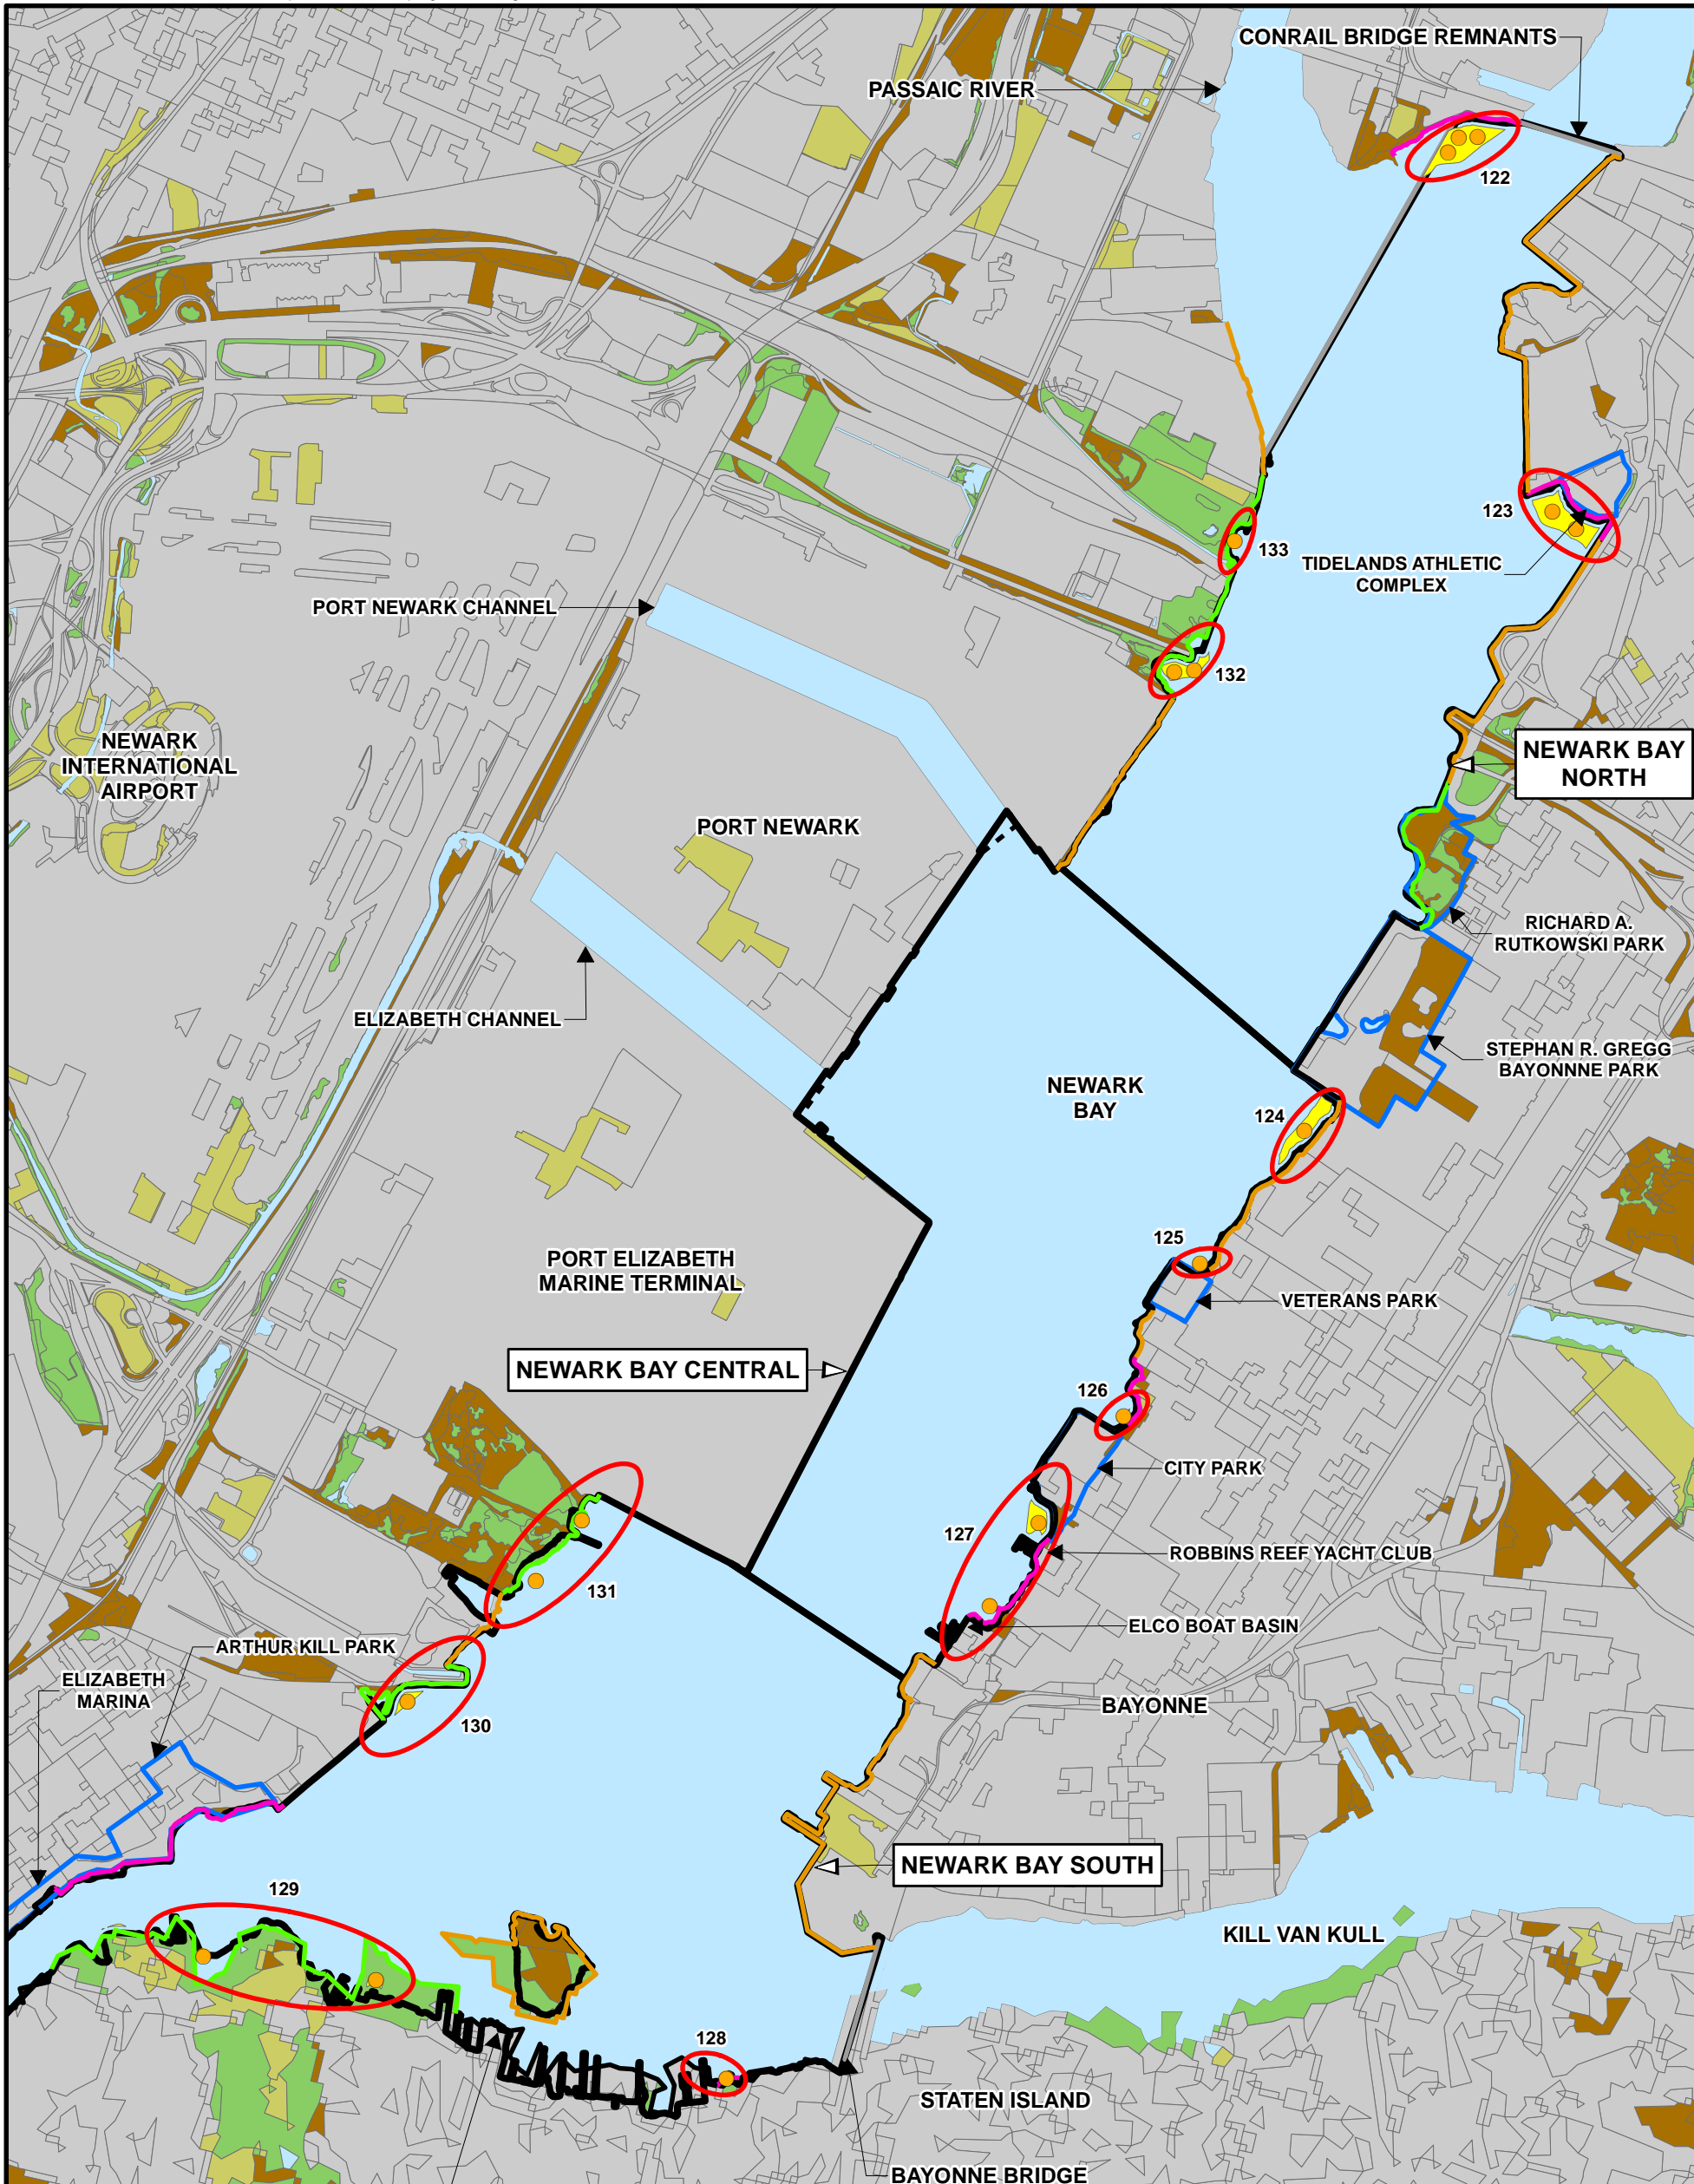 CONRAIL BRIDGE REMNANTS
PASSAIC RIVER
122
123
133
TIDELANDS ATHLETIC
COMPLEX
PORT NEWARK CHANNEL
132
NEWARK
INTERNATIONAL
AIRPORT
NEWARK BAY
NORTH
PORT NEWARK
RICHARD A.
RUTKOWSKI PARK
ELIZABETH CHANNEL
STEPHAN R. GREGG
BAYONNNE PARK
NEWARK
BAY
124
125
PORT ELIZABETH
MARINE TERMINAL
VETERANS PARK
NEWARK BAY CENTRAL
126
CITY PARK
127
ROBBINS REEF YACHT CLUB
131
ELCO BOAT BASIN
ARTHUR KILL PARK
ELIZABETH
MARINA
BAYONNE
130
NEWARK BAY SOUTH
129
KILL VAN KULL
128
STATEN ISLAND
BAYONNE BRIDGE